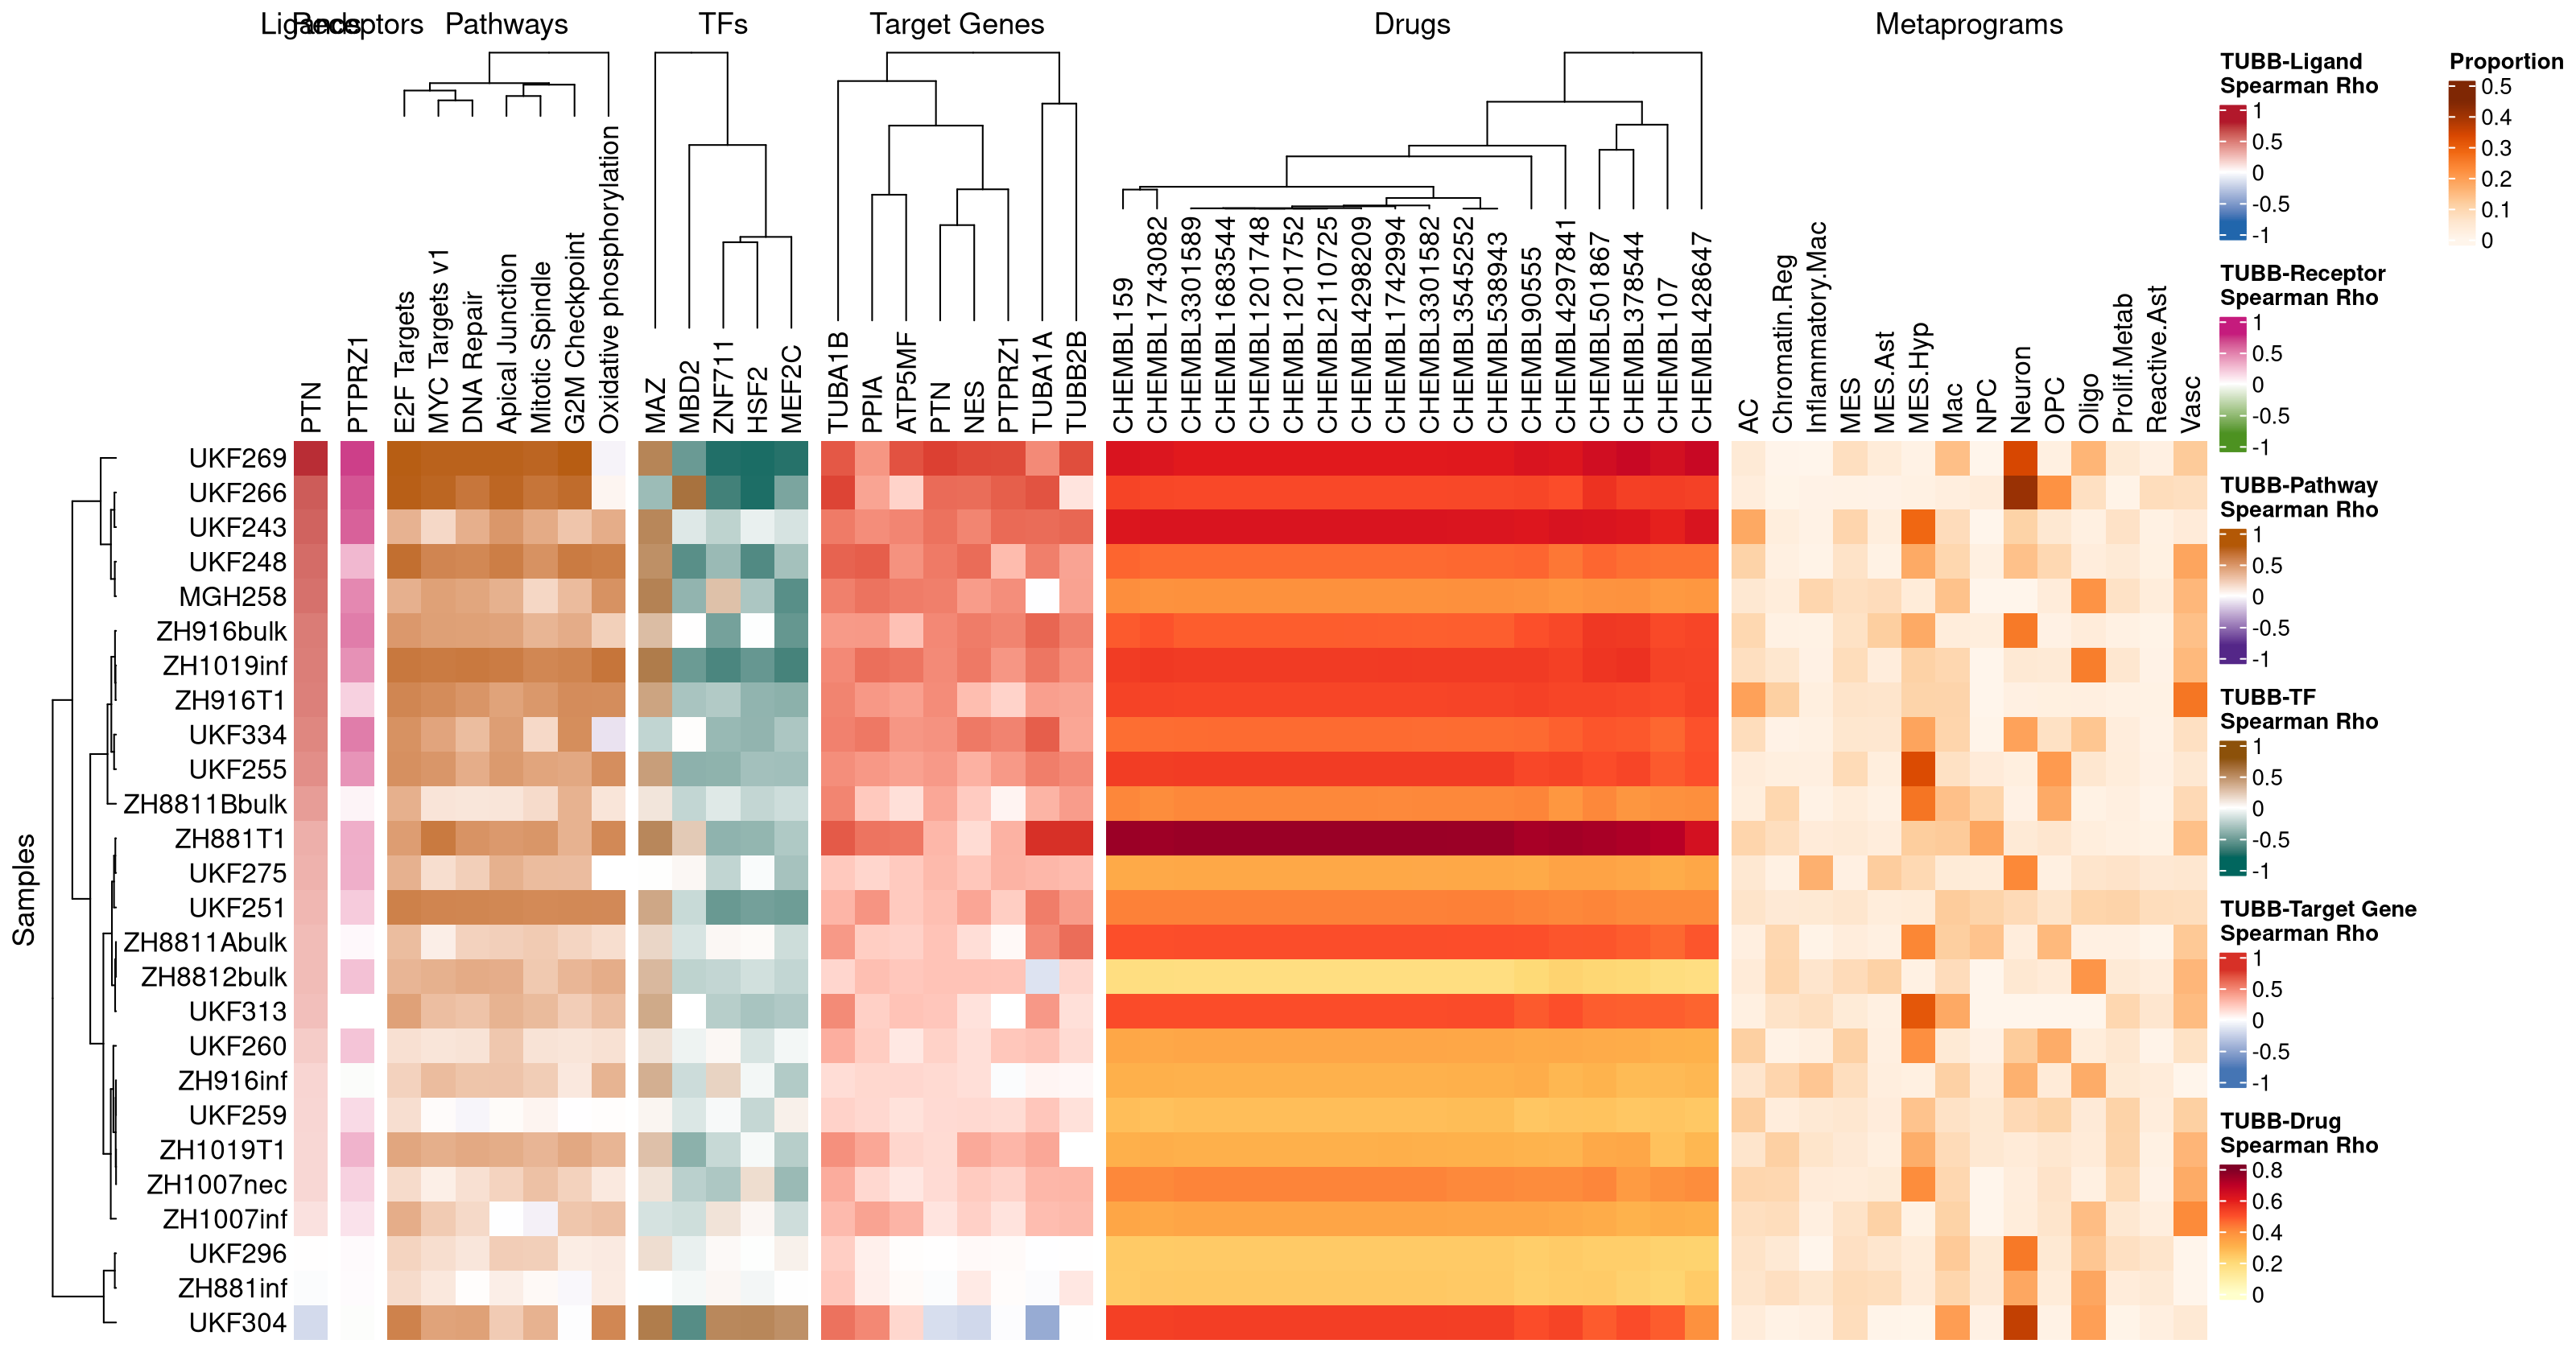 Ligands
Receptors
Pathways
TFs
Target Genes
Drugs
Metaprograms
PTN
PTPRZ1
E2F Targets
MYC Targets v1
DNA Repair
Apical Junction
Mitotic Spindle
G2M Checkpoint
Oxidative phosphorylation
MAZ
MBD2
ZNF711
HSF2
MEF2C
TUBA1B
PPIA
ATP5MF
PTN
NES
PTPRZ1
TUBA1A
TUBB2B
CHEMBL159
CHEMBL1743082
CHEMBL3301589
CHEMBL1683544
CHEMBL1201748
CHEMBL1201752
CHEMBL2110725
CHEMBL4298209
CHEMBL1742994
CHEMBL3301582
CHEMBL3545252
CHEMBL538943
CHEMBL90555
CHEMBL4297841
CHEMBL501867
CHEMBL3785​44
CHEMBL107
CHEMBL428647
AC
Chromatin.Reg
Inflammatory.Mac
MES
MES.Ast
MES.Hyp
Mac
NPC
Neuron
OPC
Oligo
Prolif.Metab
Reactive.Ast
Vasc
Samples
UKF269
UKF266
UKF243
UKF248
MGH258
ZH916bulk
ZH1019inf
ZH916T1
UKF334
UKF255
ZH8811Bbulk
ZH881T1
UKF275
UKF251
ZH8811Abulk
ZH8812bulk
UKF313
UKF260
ZH916inf
UKF259
ZH1019T1
ZH1007nec
ZH1007inf
UKF296
ZH881inf
UKF304
TUBB-Ligand
Spearman Rho
1
0.5
0
-0.5
-1
TUBB-Receptor
Spearman Rho
1
0.5
0
-0.5
-1
TUBB-Pathway
Spearman Rho
1
0.5
0
-0.5
-1
TUBB-TF
Spearman Rho
1
0.5
0
-0.5
-1
TUBB-Target Gene
Spearman Rho
1
0.5
0
-0.5
-1
TUBB-Drug
Spearman Rho
0.8
0.6
0.4
0.2
0
Proportion
0.5
0.4
0.3
0.2
0.1
0